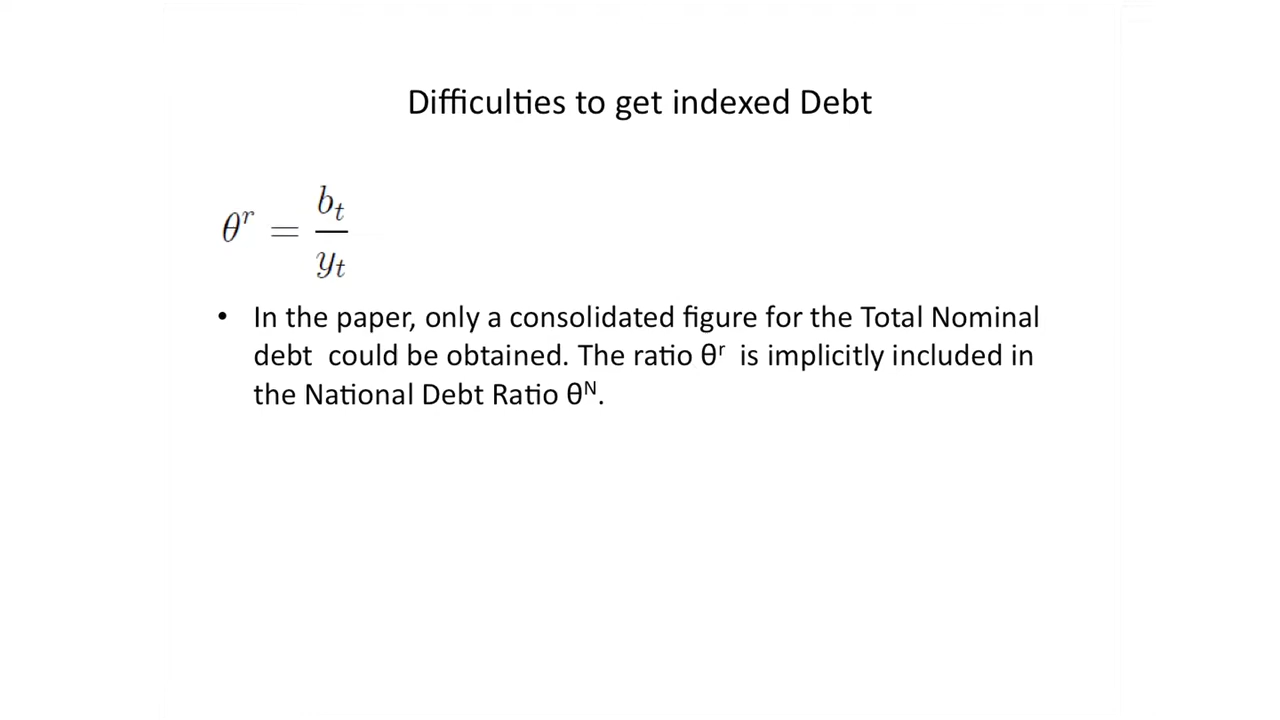 Difficulties to get indexed Debt
θʳ = bₜ / yₜ
• In the paper, only a consolidated figure for the Total Nominal
debt could be obtained. The ratio θʳ is implicitly included in
the National Debt Ratio θᴺ.